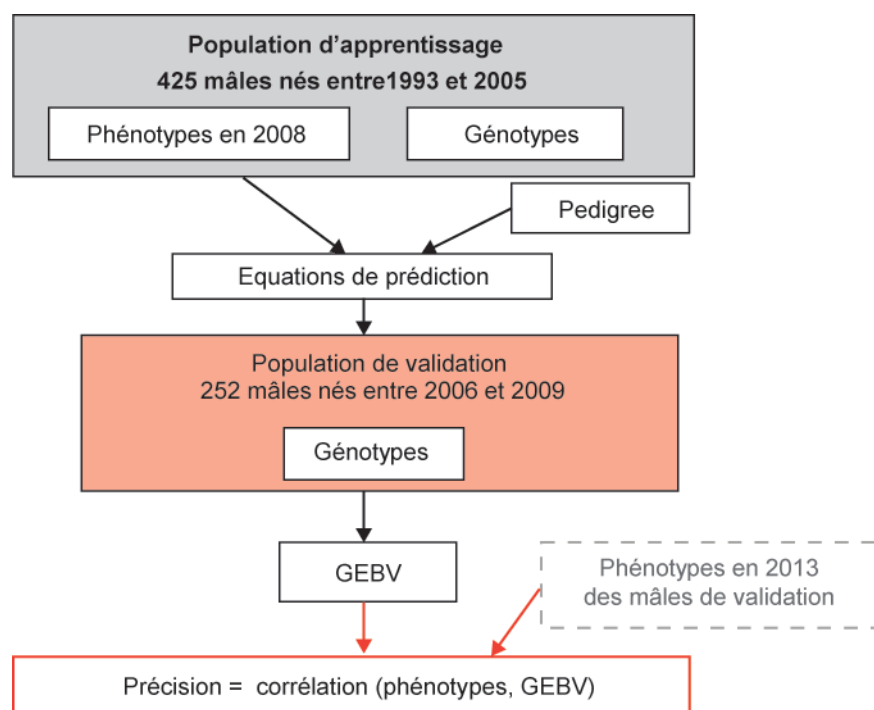 Population d'apprentissage
425 mâles nés entre1993 et 2005
Phénotypes en 2008
Génotypes
Pedigree
Equations de prédiction
Population de validation
252 mâles nés entre 2006 et 2009
Génotypes
GEBV
Phénotypes en 2013
des mâles de validation
Précision = corrélation (phénotypes, GEBV)